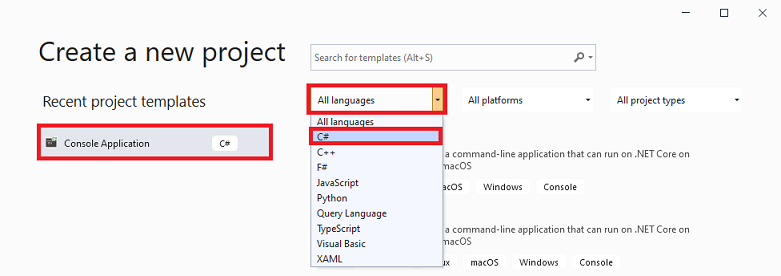 Create a new project
Search for templates (Alt+S)
Recent project templates
All languages
All platforms
All project types
Console Application
C#
All languages
C#
C++
F#
JavaScript
Python
Query Language
TypeScript
Visual Basic
XAML
a command-line application that can run on .NET Core on
macOS
acOS Windows Console
a command-line application that can run on .NET Core on
macOS
ux macOS Windows Console